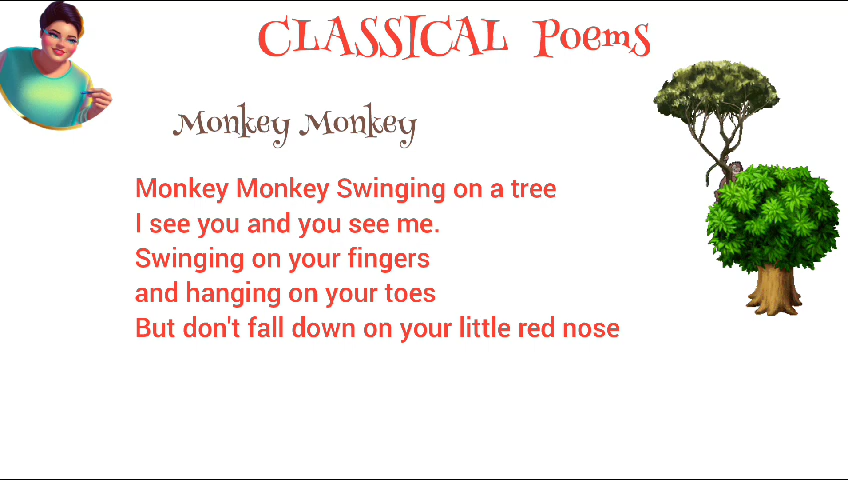 CLASSICAL Poems
Monkey Monkey
Monkey Monkey Swinging on a tree
I see you and you see me.
Swinging on your fingers
and hanging on your toes
But don't fall down on your little red nose